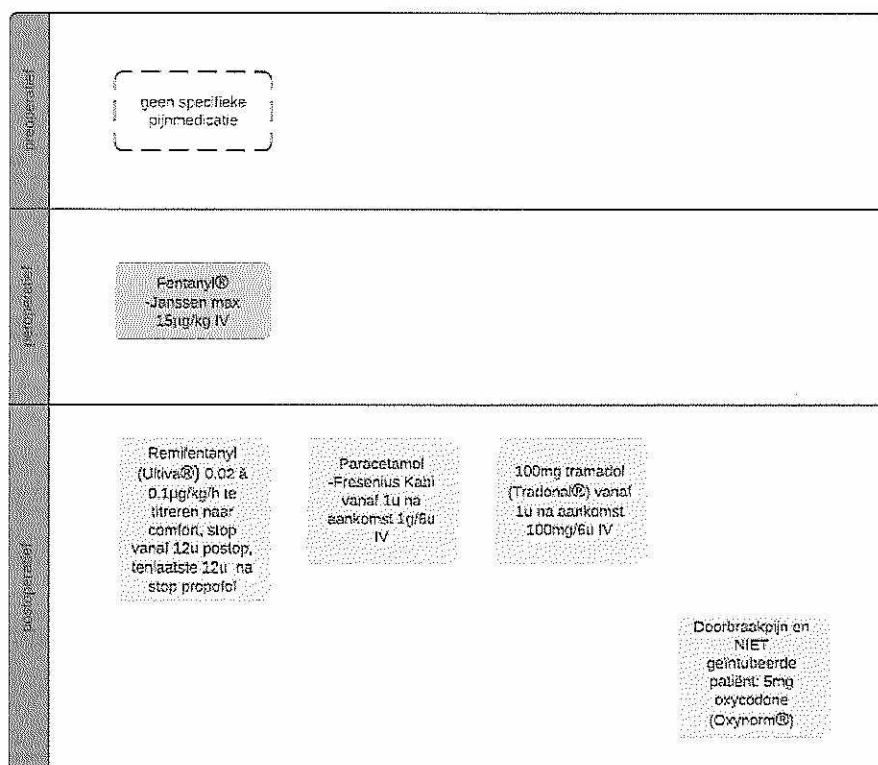 preoperatief
geen specifieke
pijnmedicatie
peroperatief
Fentanyl®
-Janssen max
15µg/kg IV
postoperatief
Remifentanyl
(Ultiva®) 0.02 à
0.1µg/kg/h te
titreren naar
comfort, stop
vanaf 12u postop,
tenlaatste 12u na
stop propofol
Paracetamol
-Fresenius Kabi
vanaf 1u na
aankomst 1g/6u
IV
100mg tramadol
(Tradonal®) vanaf
1u na aankomst
100mg/6u IV
Doorbraakpijn en
NIET
geïntubeerde
patiënt: 5mg
oxycodone
(Oxynorm®)